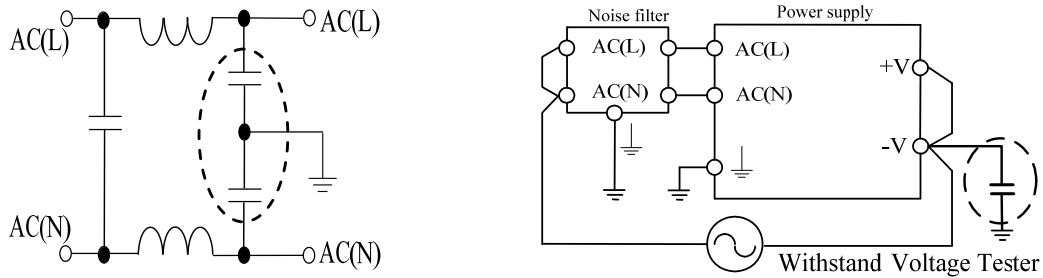 AC(L)
AC(L)
AC(N)
AC(N)
Noise filter
Power supply
AC(L)
AC(L)
AC(N)
AC(N)
+V
-V
Withstand Voltage Tester